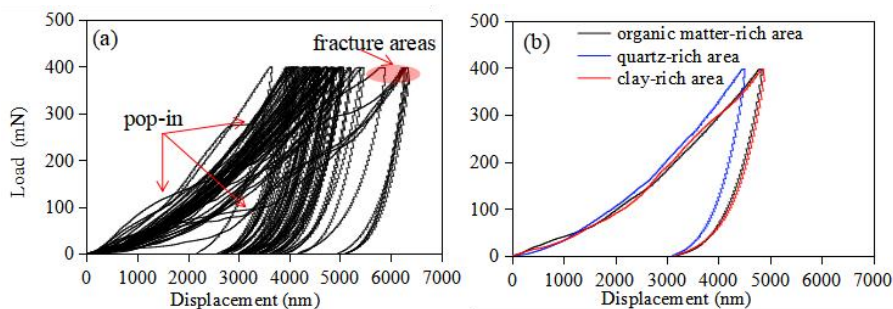 (a)
fracture areas
pop-in
Load (mN)
500
400
300
200
100
0
0 1000 2000 3000 4000 5000 6000 7000
Displacement (nm)
(b)
organic matter-rich area
quartz-rich area
clay-rich area
500
400
300
200
100
0
0 1000 2000 3000 4000 5000 6000 7000
Displacement (nm)